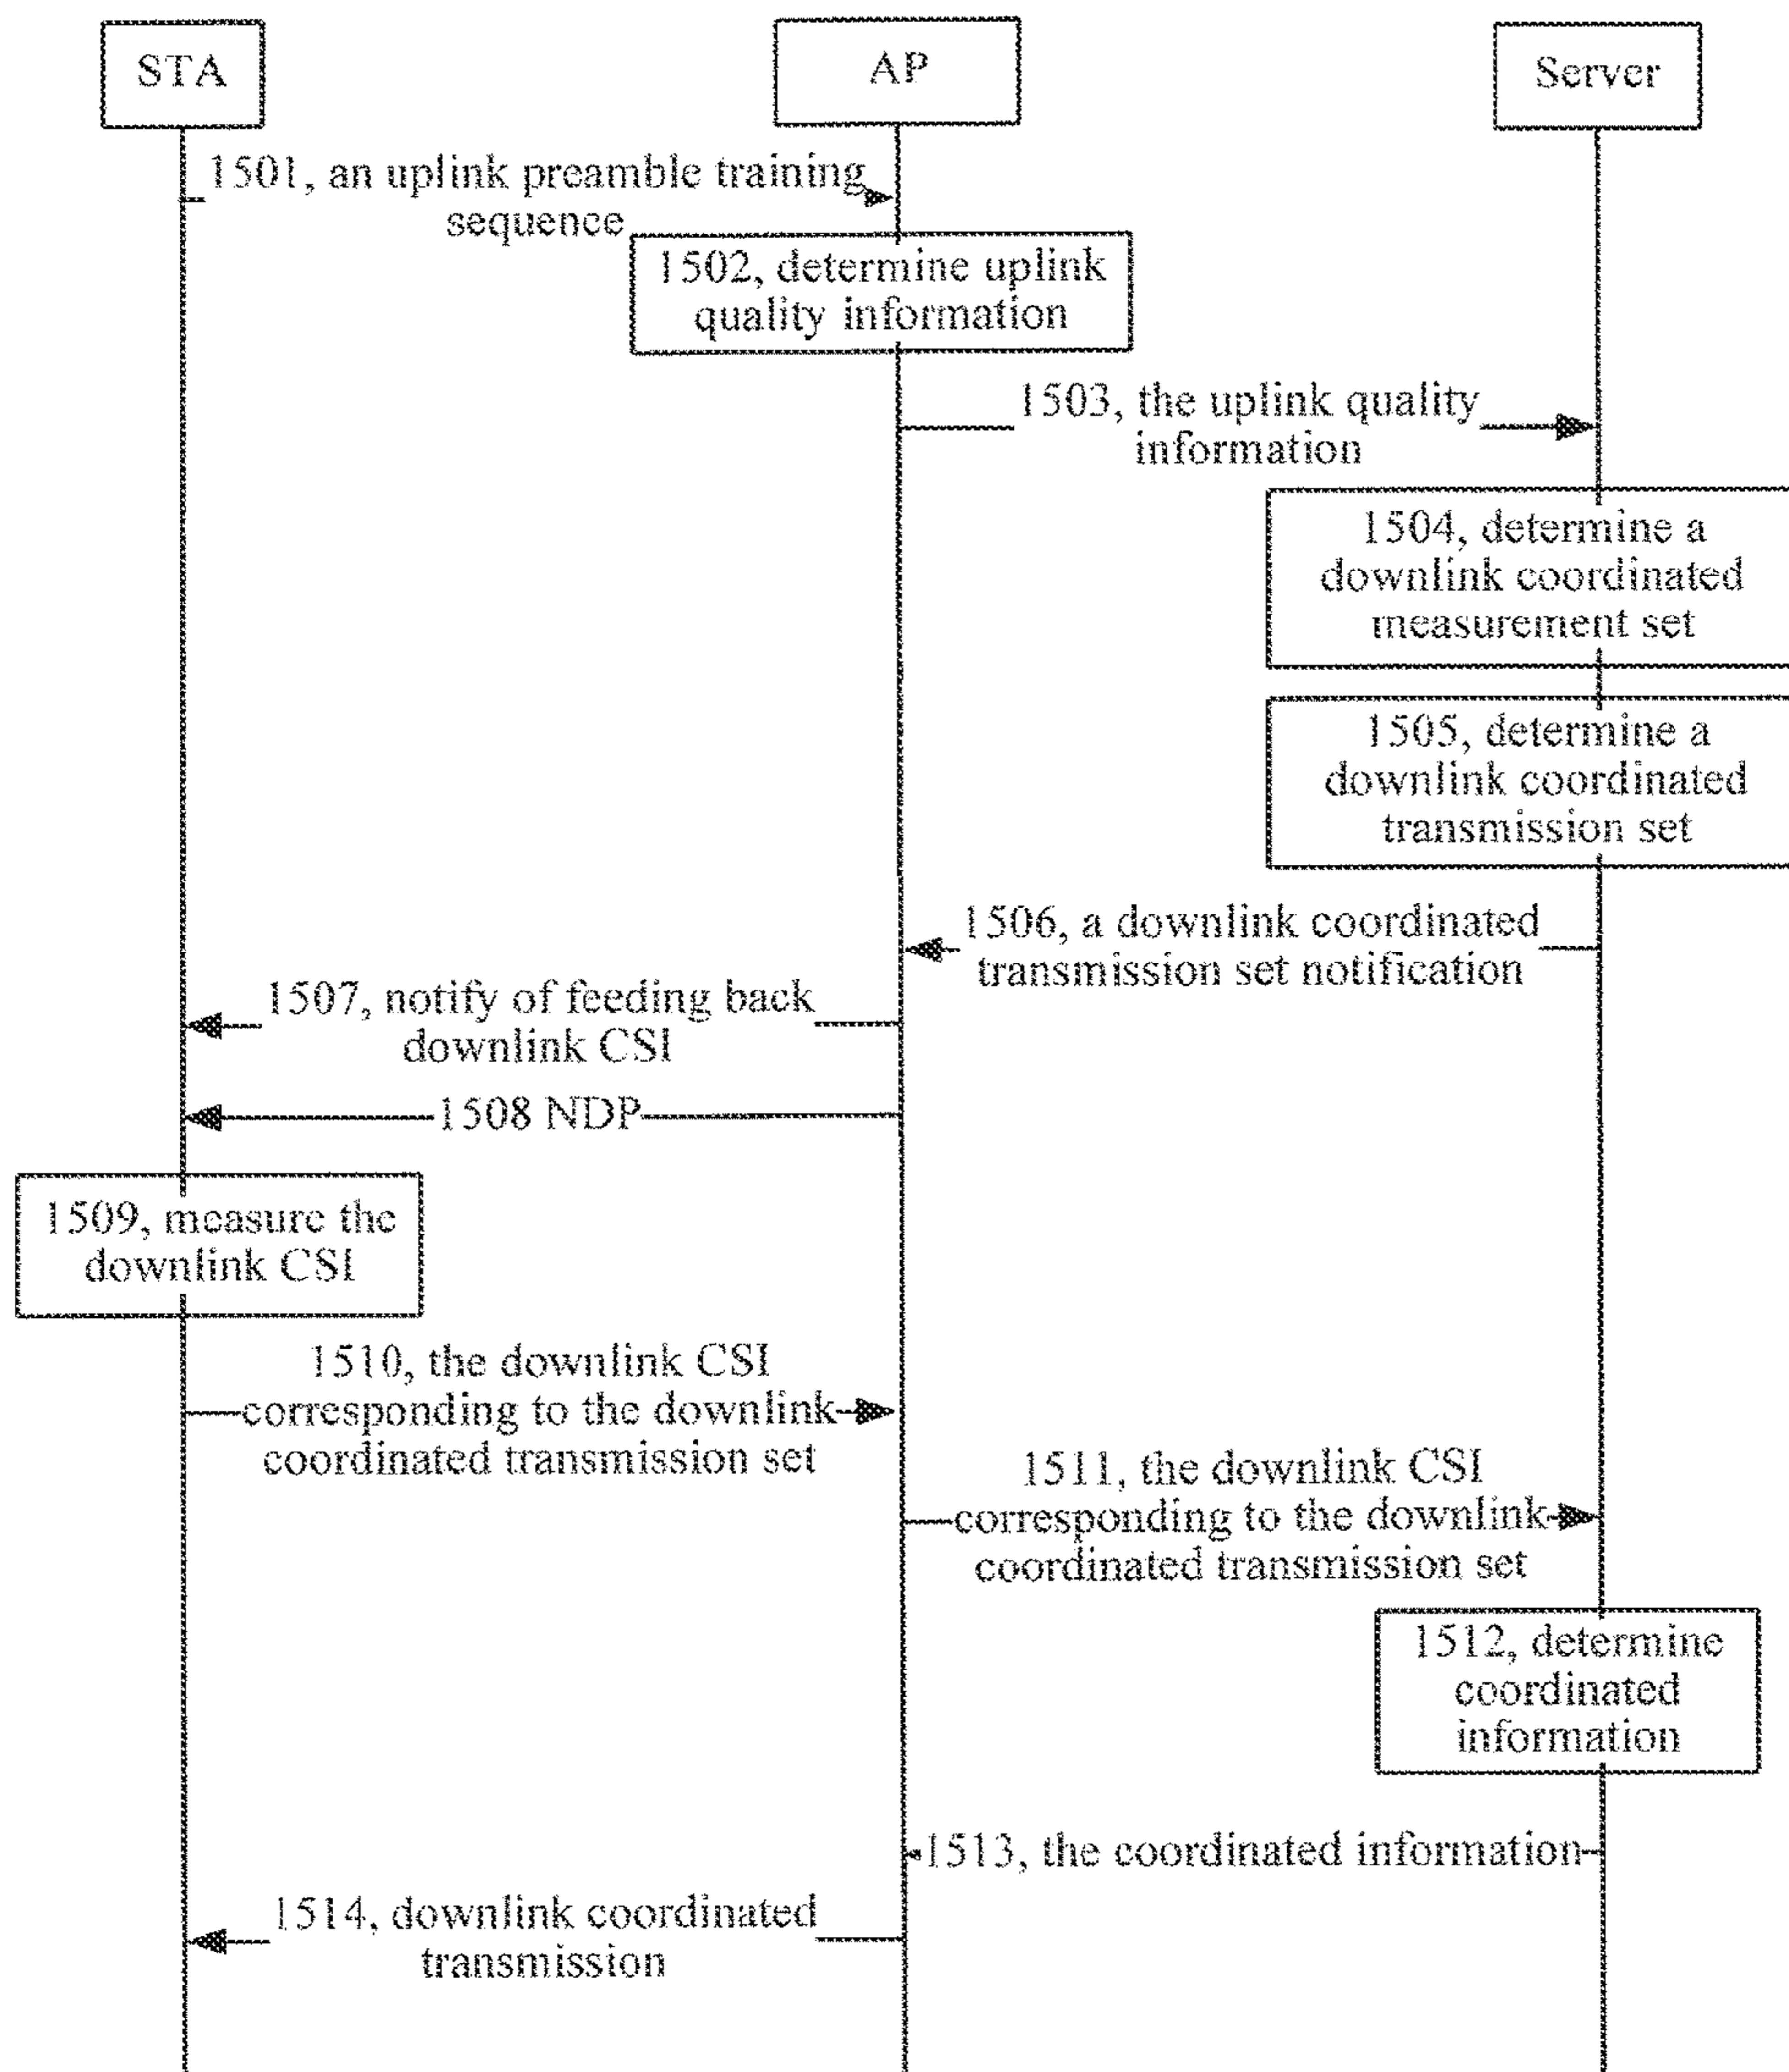 STA
AP
Server
1501, an uplink preamble training
sequence
1502, determine uplink
quality information
1503, the uplink quality
information
1504, determine a
downlink coordinated
measurement set
1505, determine a
downlink coordinated
transmission set
1506, a downlink coordinated
transmission set notification
1507, notify of feeding back
downlink CSI
1508 NDP
1509, measure the
downlink CSI
1510, the downlink CSI
corresponding to the downlink
coordinated transmission set
1511, the downlink CSI
corresponding to the downlink
coordinated transmission set
1512, determine
coordinated
information
1513, the coordinated information
1514, downlink coordinated
transmission